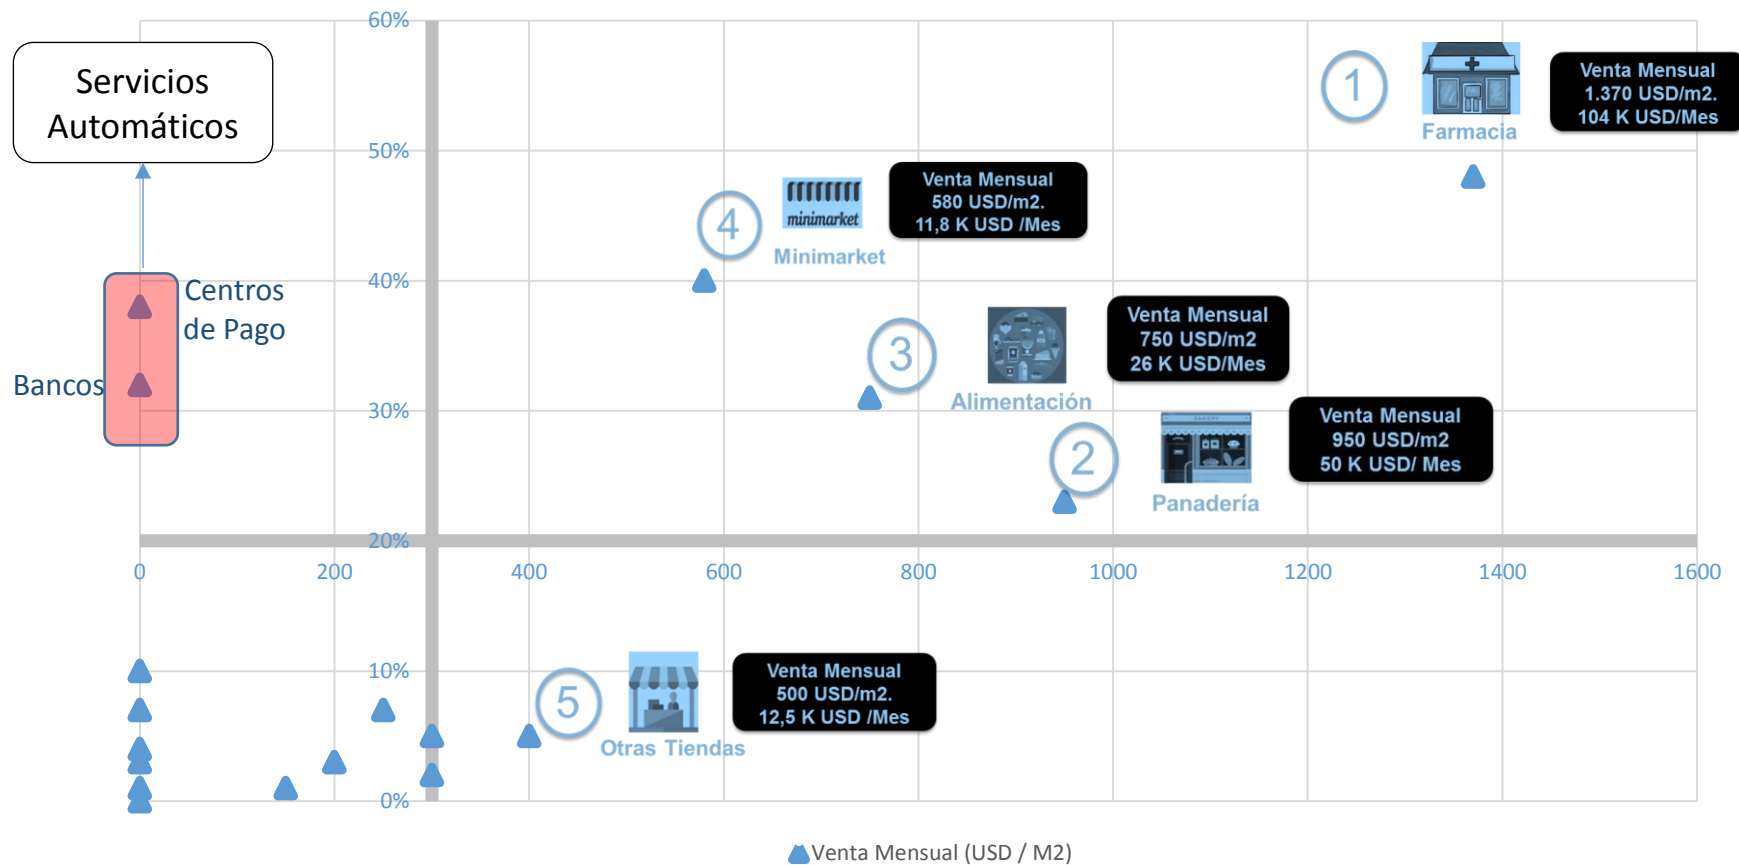 60%
Servicios
Automáticos
50%
1
Farmacia
Venta Mensual
1.370 USD/m2.
104 K USD/Mes
4
minimarket
Minimarket
Venta Mensual
580 USD/m2.
11,8 K USD /Mes
40%
Centros
de Pago
Bancos
3
Alimentación
Venta Mensual
750 USD/m2
26 K USD/Mes
30%
2
BAKERY
Panadería
Venta Mensual
950 USD/m2
50 K USD/ Mes
20%
0 200 400 600 800 1000 1200 1400 1600
10%
5
Otras Tiendas
Venta Mensual
500 USD/m2.
12,5 K USD /Mes
0%
Venta Mensual (USD / M2)